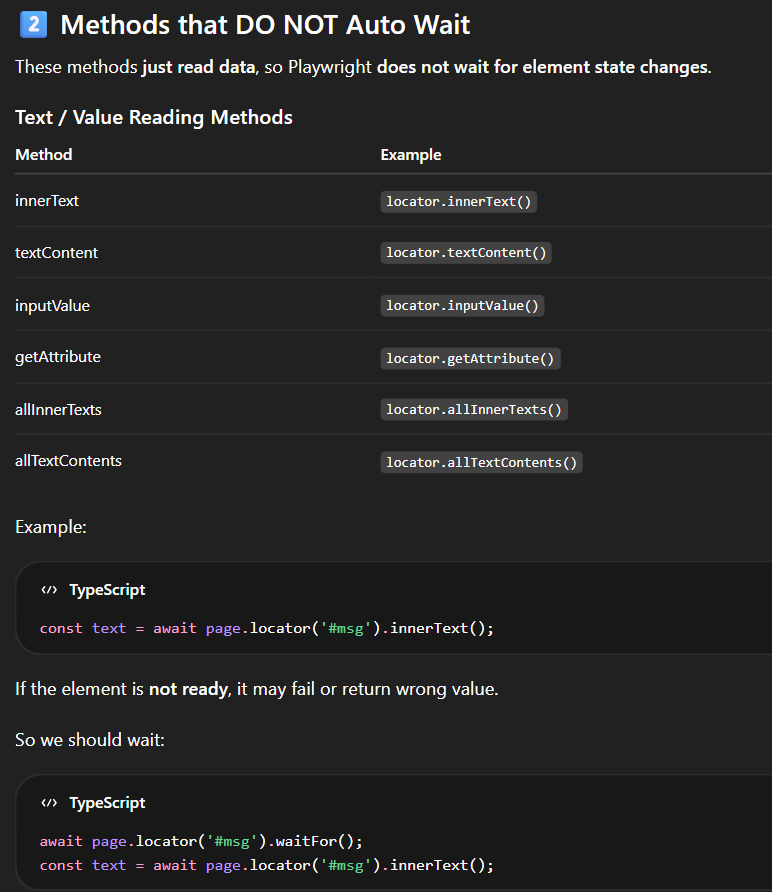 2 Methods that DO NOT Auto Wait
These methods just read data, so Playwright does not wait for element state changes.
Text / Value Reading Methods
Method Example
innerText locator.innerText()
textContent locator.textContent()
inputValue locator.inputValue()
getAttribute locator.getAttribute()
allInnerTexts locator.allInnerTexts()
allTextContents locator.allTextContents()
Example:
</> TypeScript
const text = await page.locator('#msg').innerText();
If the element is not ready, it may fail or return wrong value.
So we should wait:
</> TypeScript
await page.locator('#msg').waitFor();
const text = await page.locator('#msg').innerText();